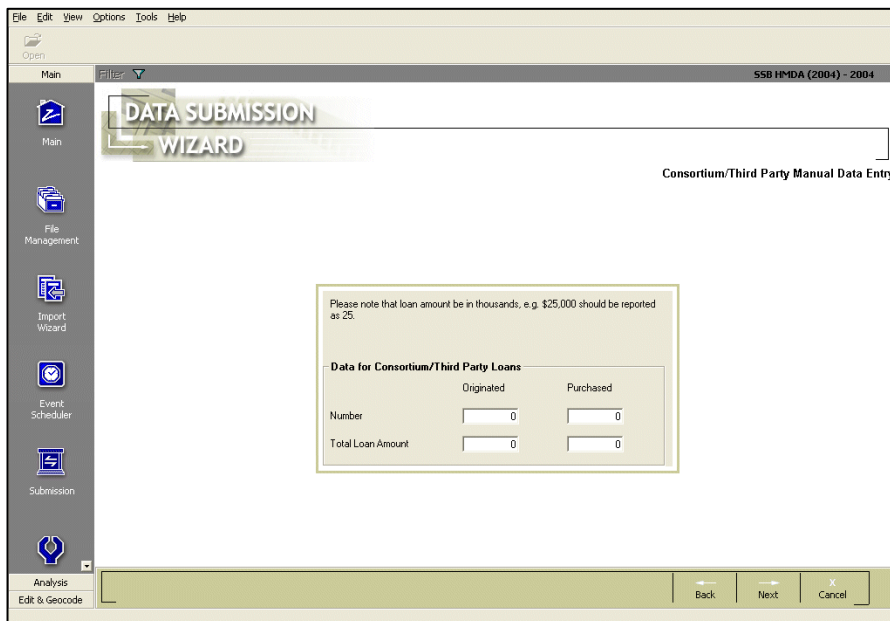 File Edit View Options Tools Help
Open
Main
Filter
SSB HMDA (2004) - 2004
DATA SUBMISSION
WIZARD
Consortium/Third Party Manual Data Entry
Main
File
Management
Import
Wizard
Event
Scheduler
Submission
Please note that loan amount be in thousands, e.g. $25,000 should be reported
as 25.
Data for Consortium/Third Party Loans
Originated Purchased
Number 0 0
Total Loan Amount 0 0
Analysis
Edit & Geocode
Back Next Cancel